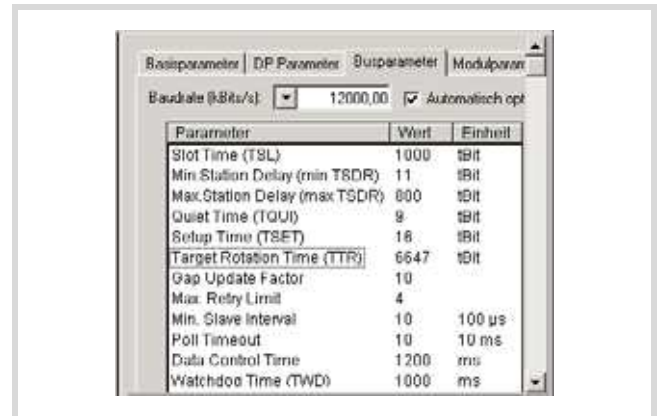 Basisparameter DP Parameter Busparameter Modulparam
Baudrate (kBits/s): 12000,00 Automatisch opt
Parameter Wert Einheit
Slot Time (TSL) 1000 tBit
Min.Station Delay (min TSDR) 11 tBit
Max.Station Delay (max TSDR) 800 tBit
Quiet Time (TQUI) 9 tBit
Setup Time (TSET) 16 tBit
Target Rotation Time (TTR) 6647 tBit
Gap Update Factor 10
Max. Retry Limit 4
Min. Slave Interval 10 100 µs
Poll Timeout 10 10 ms
Data Control Time 1200 ms
Watchdog Time (TWD) 1000 ms